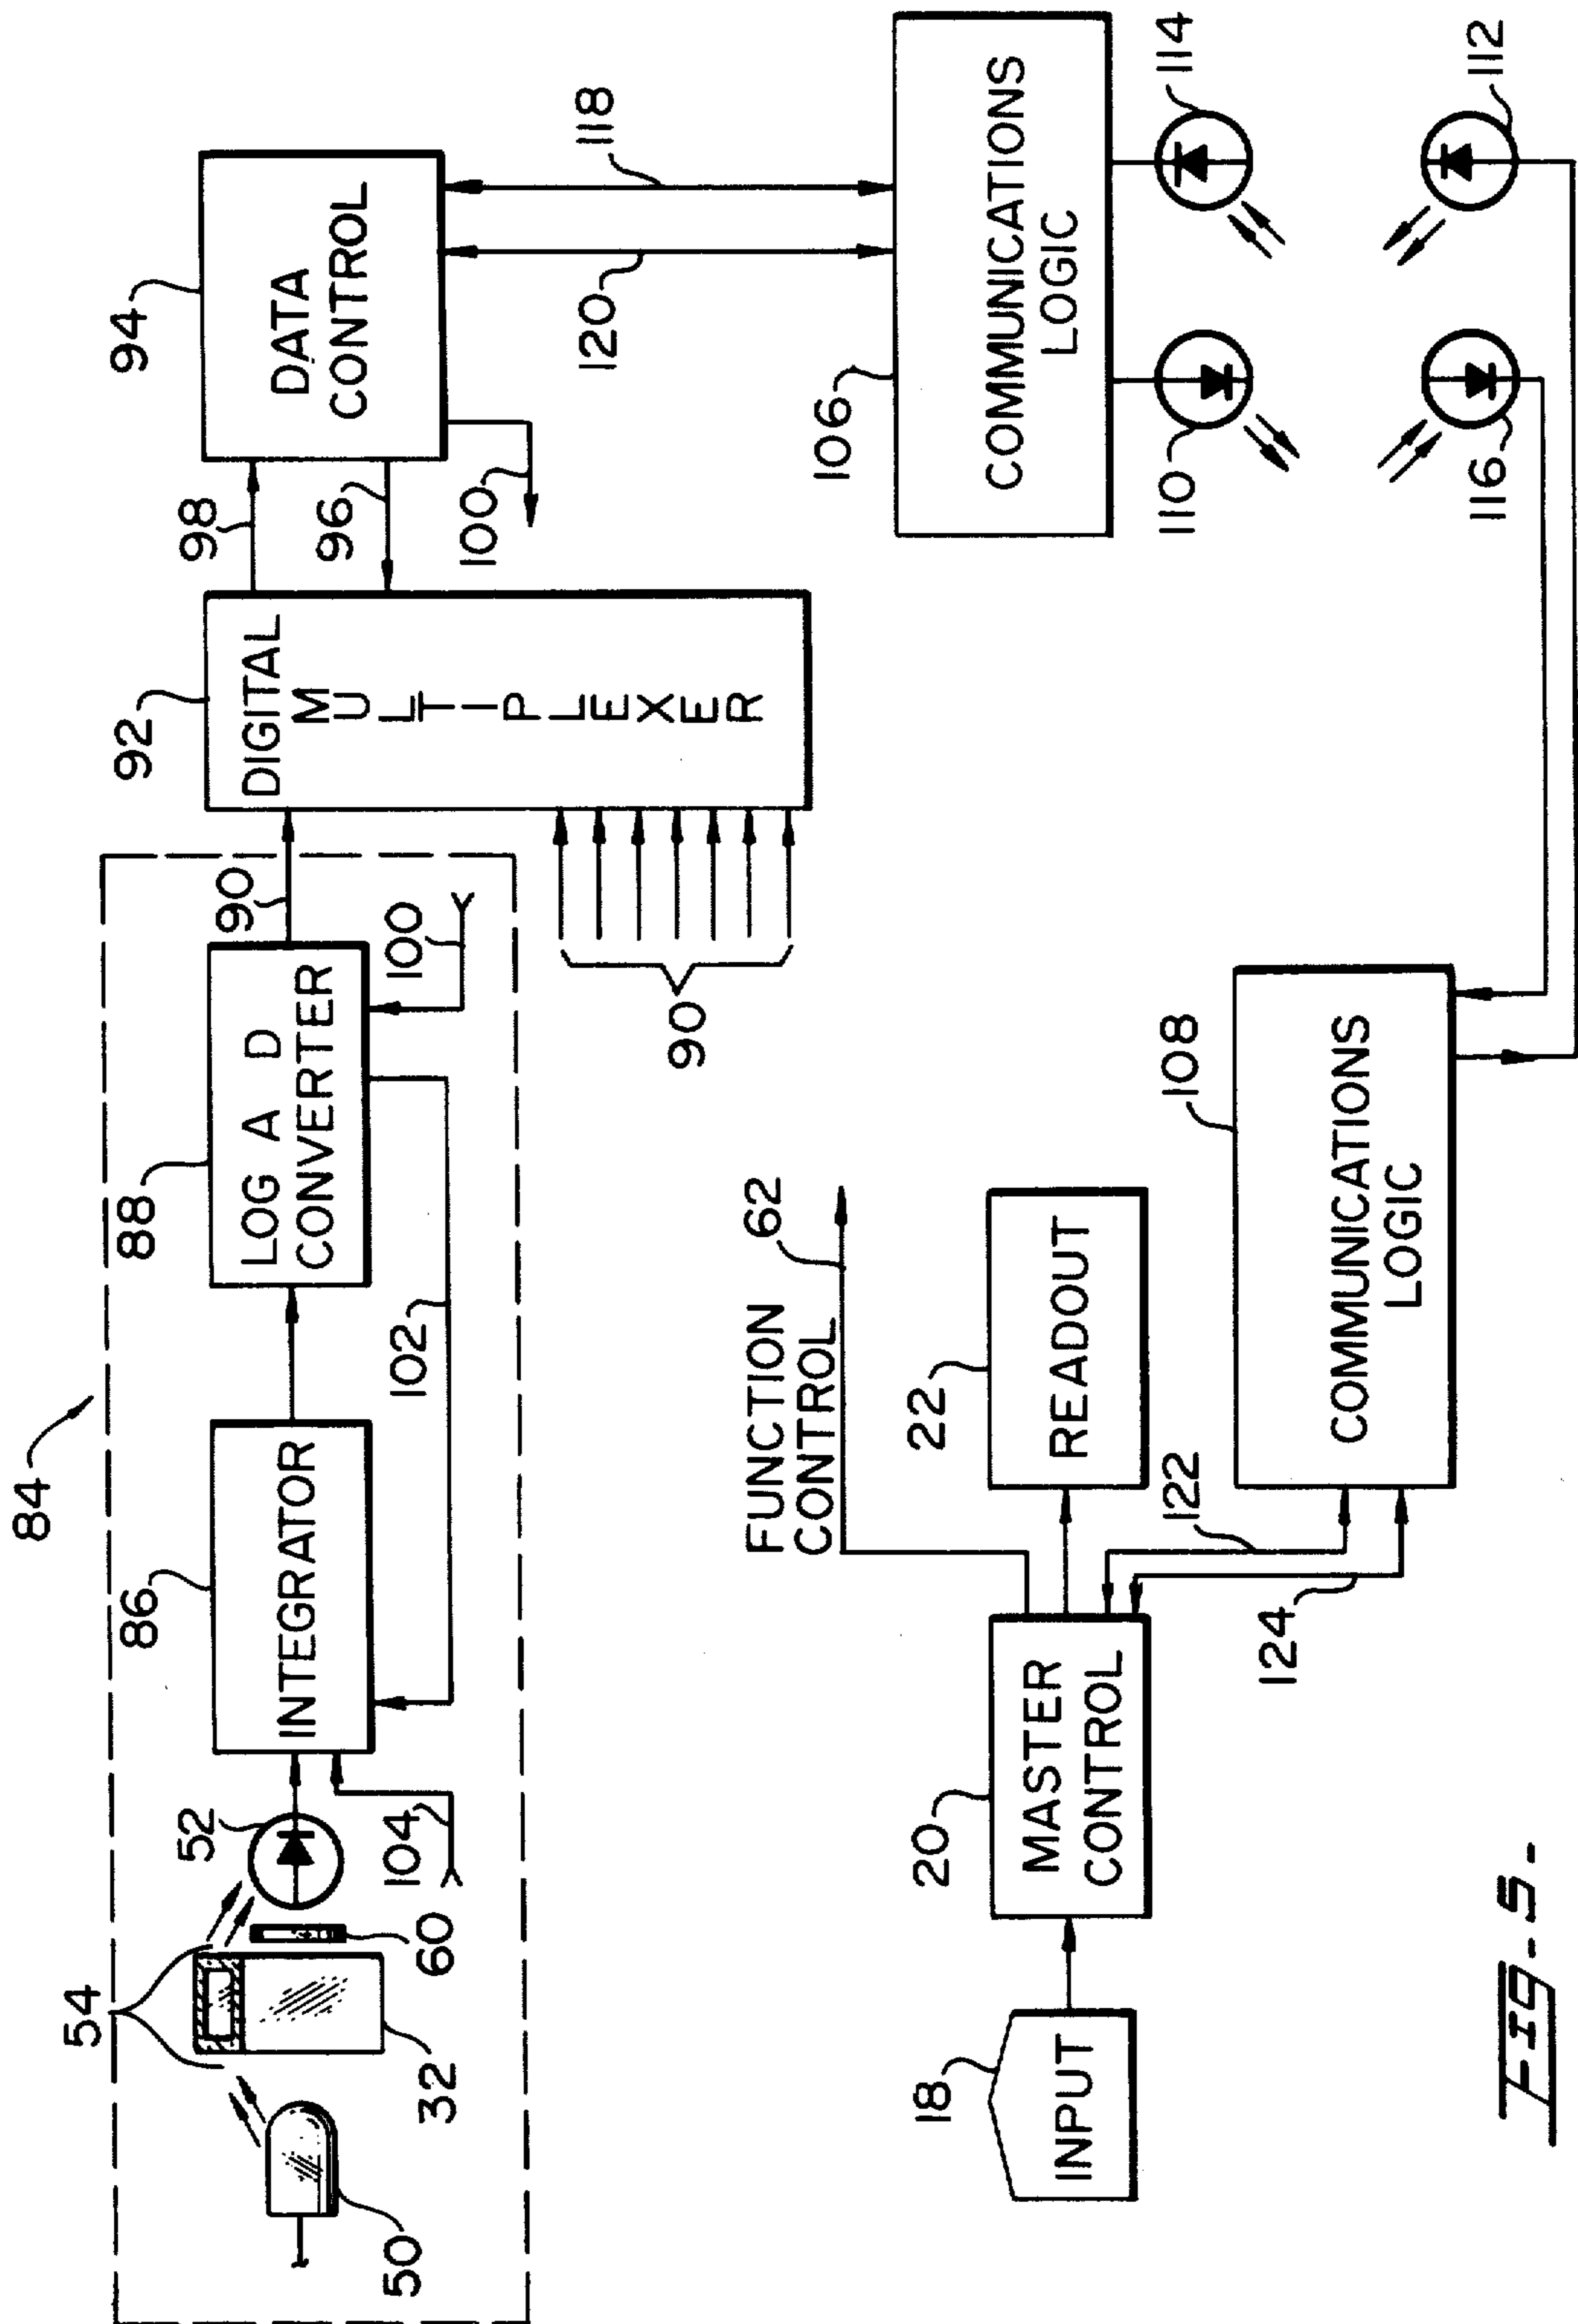 84
54
50
32
60
52
104
86
INTEGRATOR
102
88
LOG A D
CONVERTER
90
100
92
DIGITAL
MULTIPLEXER
90
98
96
94
DATA
CONTROL
100
120
118
106
COMMUNICATIONS
LOGIC
110
114
116
112
18
INPUT
20
MASTER
CONTROL
FUNCTION
CONTROL
62
22
READOUT
122
124
108
COMMUNICATIONS
LOGIC
FIG-5-